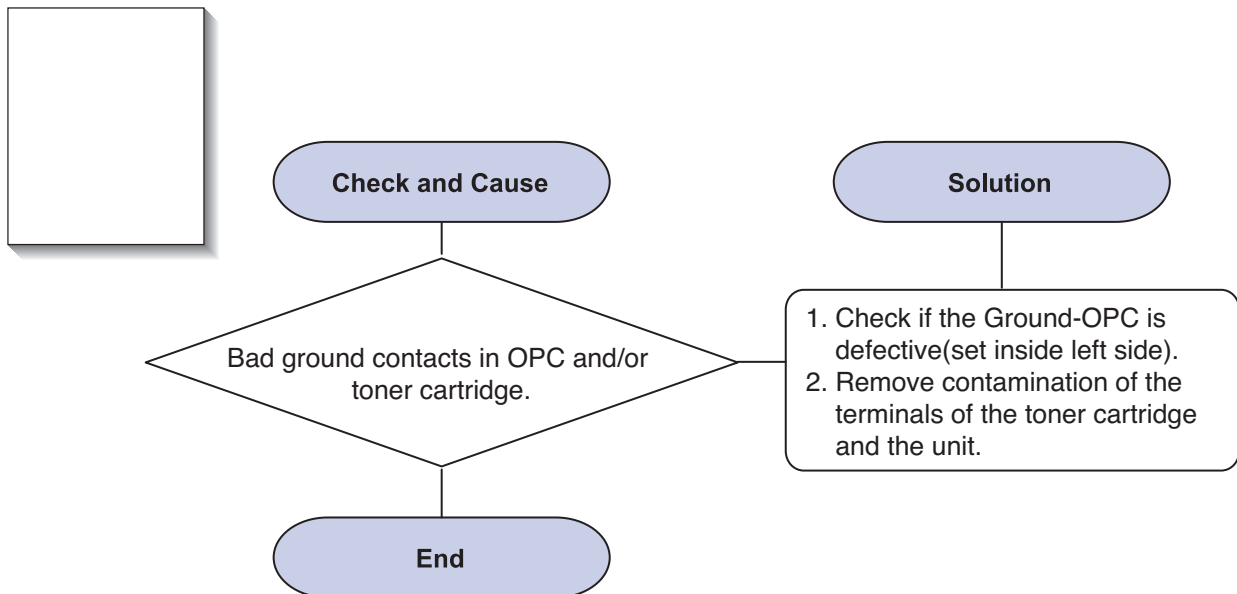 Check and Cause
Solution
Bad ground contacts in OPC and/or
toner cartridge.
1. Check if the Ground-OPC is
defective(set inside left side).
2. Remove contamination of the
terminals of the toner cartridge
and the unit.
End